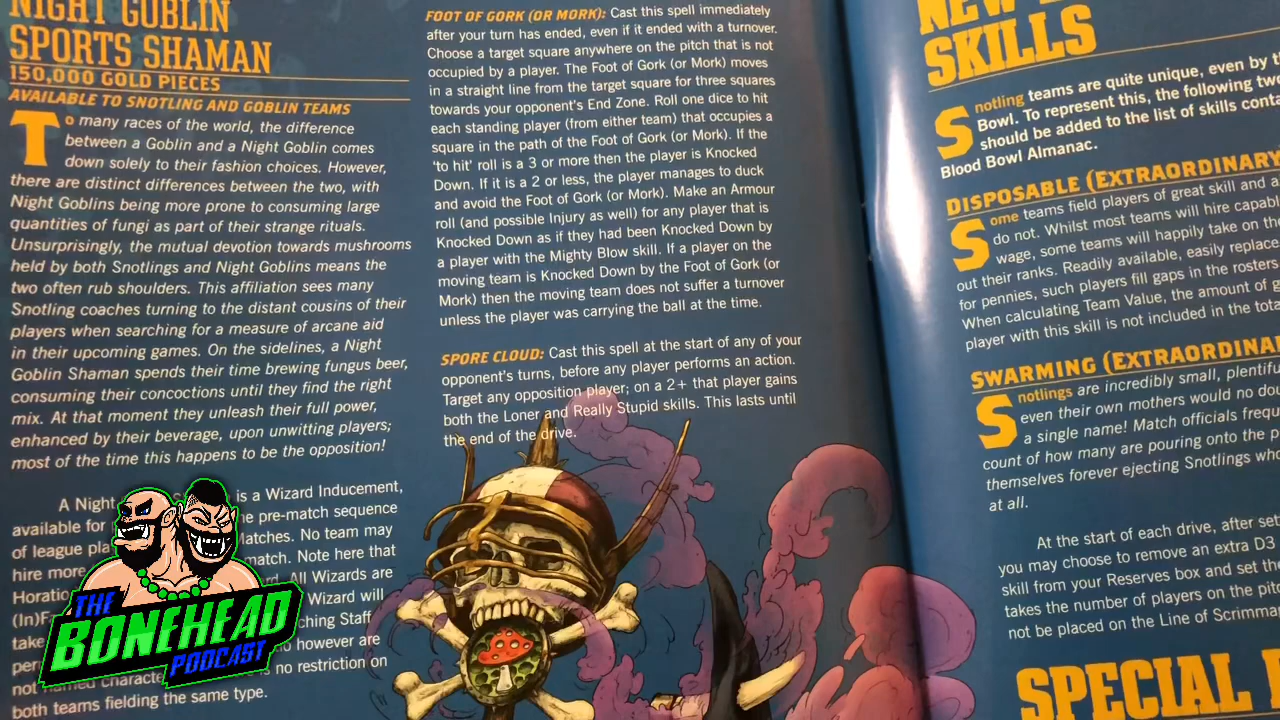 NIGHT GOBLIN
SPORTS SHAMAN
150,000 GOLD PIECES
AVAILABLE TO SNOTLING AND GOBLIN TEAMS
To many races of the world, the difference
between a Goblin and a Night Goblin comes
down solely to their fashion choices. However,
there are distinct differences between the two, with
Night Goblins being more prone to consuming large
quantities of fungi as part of their strange rituals.
Unsurprisingly, the mutual devotion towards mushrooms
held by both Snotlings and Night Goblins means the
two often rub shoulders. This affiliation sees many
Snotling coaches turning to the distant cousins of their
players when searching for a measure of arcane aid
in their upcoming games. On the sidelines, a Night
Goblin Shaman spends their time brewing fungus beer,
consuming their concoctions until they find the right
mix. At that moment they unleash their full power,
enhanced by their beverage, upon unwitting players;
most of the time this happens to be the opposition!
A Night is a Wizard Inducement,
available for pre-match sequence
of league Matches. No team may
hire more match. Note here that
All Wizards are
Wizard will
take Staff
however are
not no restriction on
both teams fielding the same type.
FOOT OF GORK (OR MORK): Cast this spell immediately
after your turn has ended, even if it ended with a turnover.
Choose a target square anywhere on the pitch that is not
occupied by a player. The Foot of Gork (or Mork) moves
in a straight line from the target square for three squares
towards your opponent's End Zone. Roll one dice to hit
each standing player (from either team) that occupies a
square in the path of the Foot of Gork (or Mork). If the
'to hit' roll is a 3 or more then the player is Knocked
Down. If it is a 2 or less, the player manages to duck
and avoid the Foot of Gork (or Mork). Make an Armour
roll (and possible Injury as well) for any player that is
Knocked Down as if they had been Knocked Down by
a player with the Mighty Blow skill. If a player on the
moving team is Knocked Down by the Foot of Gork (or
Mork) then the moving team does not suffer a turnover
unless the player was carrying the ball at the time.
SPORE CLOUD: Cast this spell at the start of any of your
opponent's turns, before any player performs an action.
Target any opposition player; on a 2+ that player gains
both the Loner and Really Stupid skills. This lasts until
the end of the drive.
NEW
SKILLS
Snotling teams are quite unique, even by
Bowl. To represent this, the following two
should be added to the list of skills
Blood Bowl Almanac.
DISPOSABLE (EXTRAORDINARY
Some teams field players of great skill and
do not. Whilst most teams will hire
wage, some teams will happily take on
out their ranks. Readily available, easily
for pennies, such players fill gaps in the rosters
When calculating Team Value, the amount of
player with this skill is not included in the
SWARMING
Snotlings are incredibly small,
even their own mothers would no
a single name! Match officials
count of how many are pouring onto the
themselves forever ejecting Snotlings
at all.
At the start of each drive, after
you may choose to remove an extra D3
skill from your Reserves box and set
takes the number of players on the
not be placed on the Line of
SPECIAL
THE
BONEHEAD
PODCAST